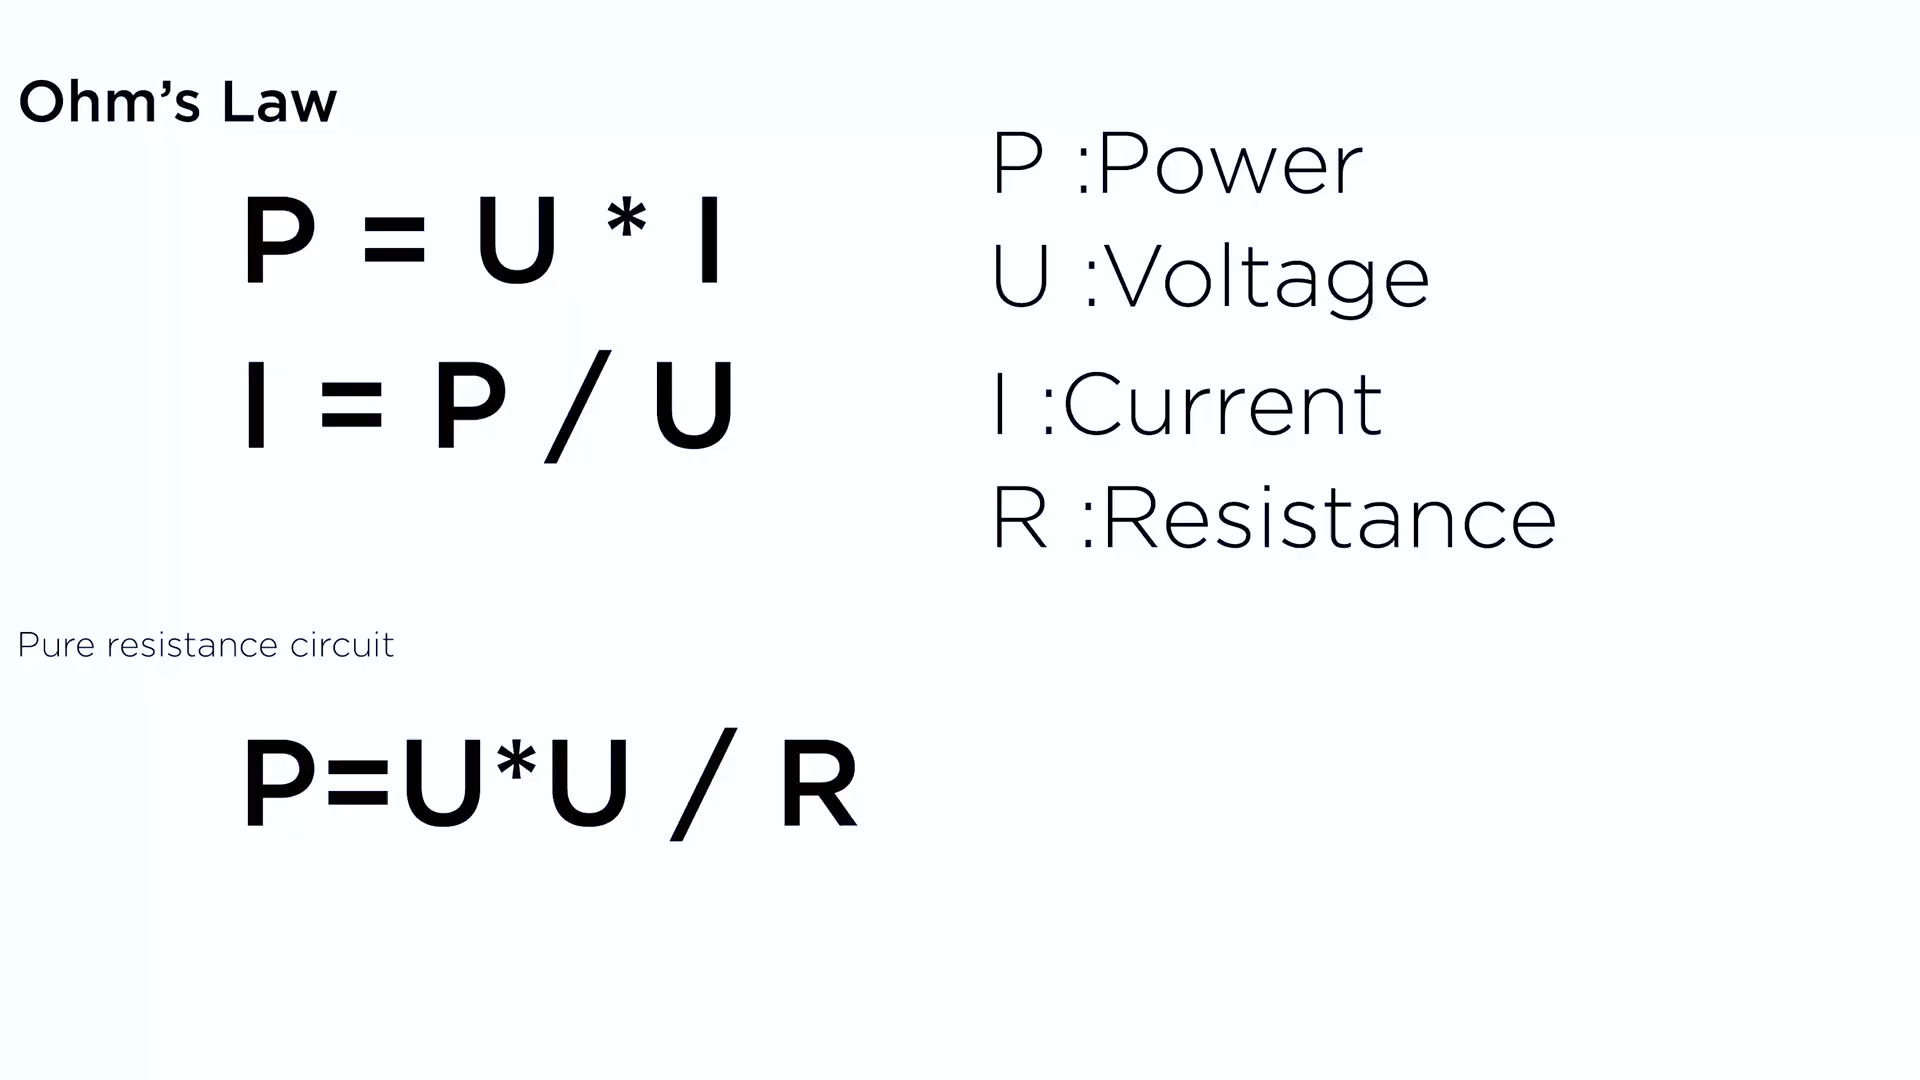 Ohm’s Law
P = U * I
I = P / U
P :Power
U :Voltage
I :Current
R :Resistance
Pure resistance circuit
P=U*U / R